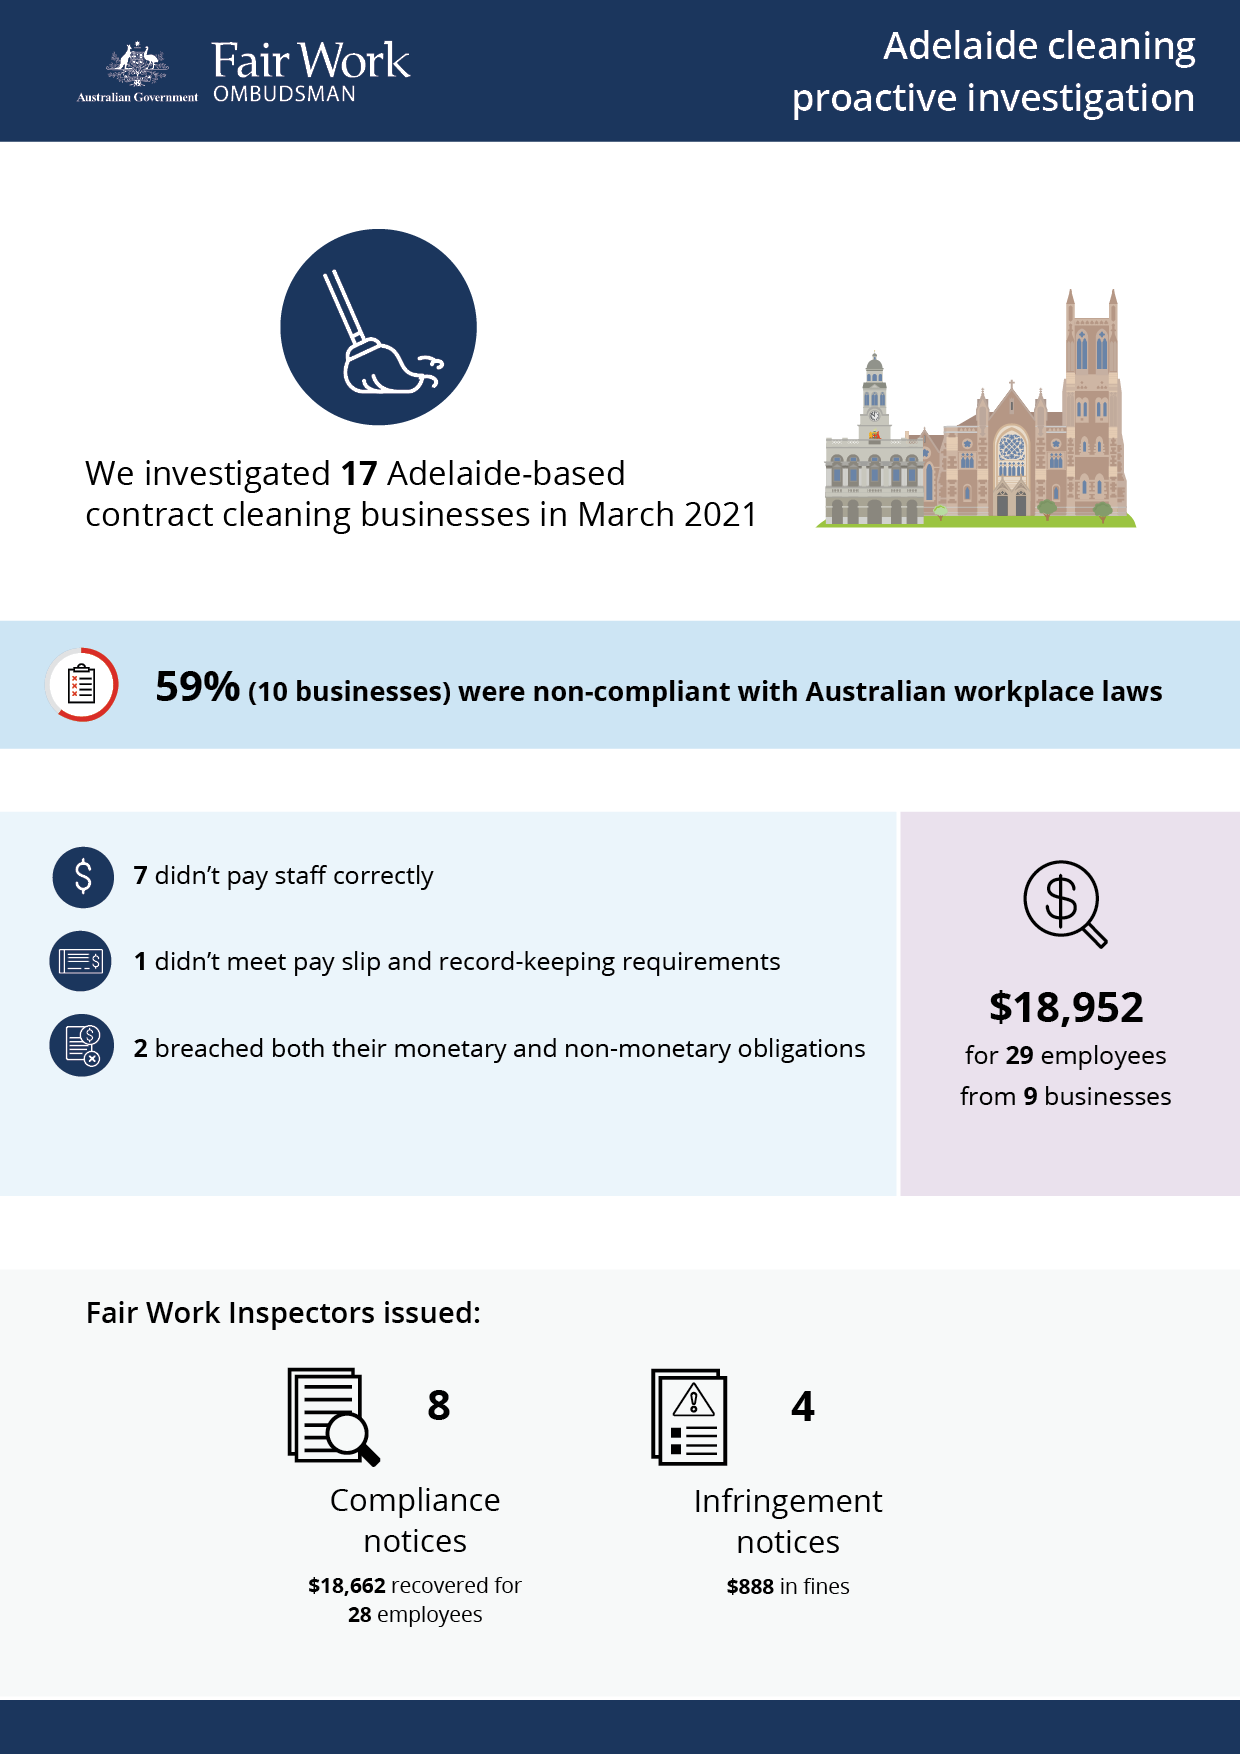 Australian Government
Fair Work
OMBUDSMAN
Adelaide cleaning
proactive investigation
We investigated 17 Adelaide-based
contract cleaning businesses in March 2021
59% (10 businesses) were non-compliant with Australian workplace laws
7 didn’t pay staff correctly
1 didn’t meet pay slip and record-keeping requirements
2 breached both their monetary and non-monetary obligations
$18,952
for 29 employees
from 9 businesses
Fair Work Inspectors issued:
8
Compliance
notices
$18,662 recovered for
28 employees
4
Infringement
notices
$888 in fines